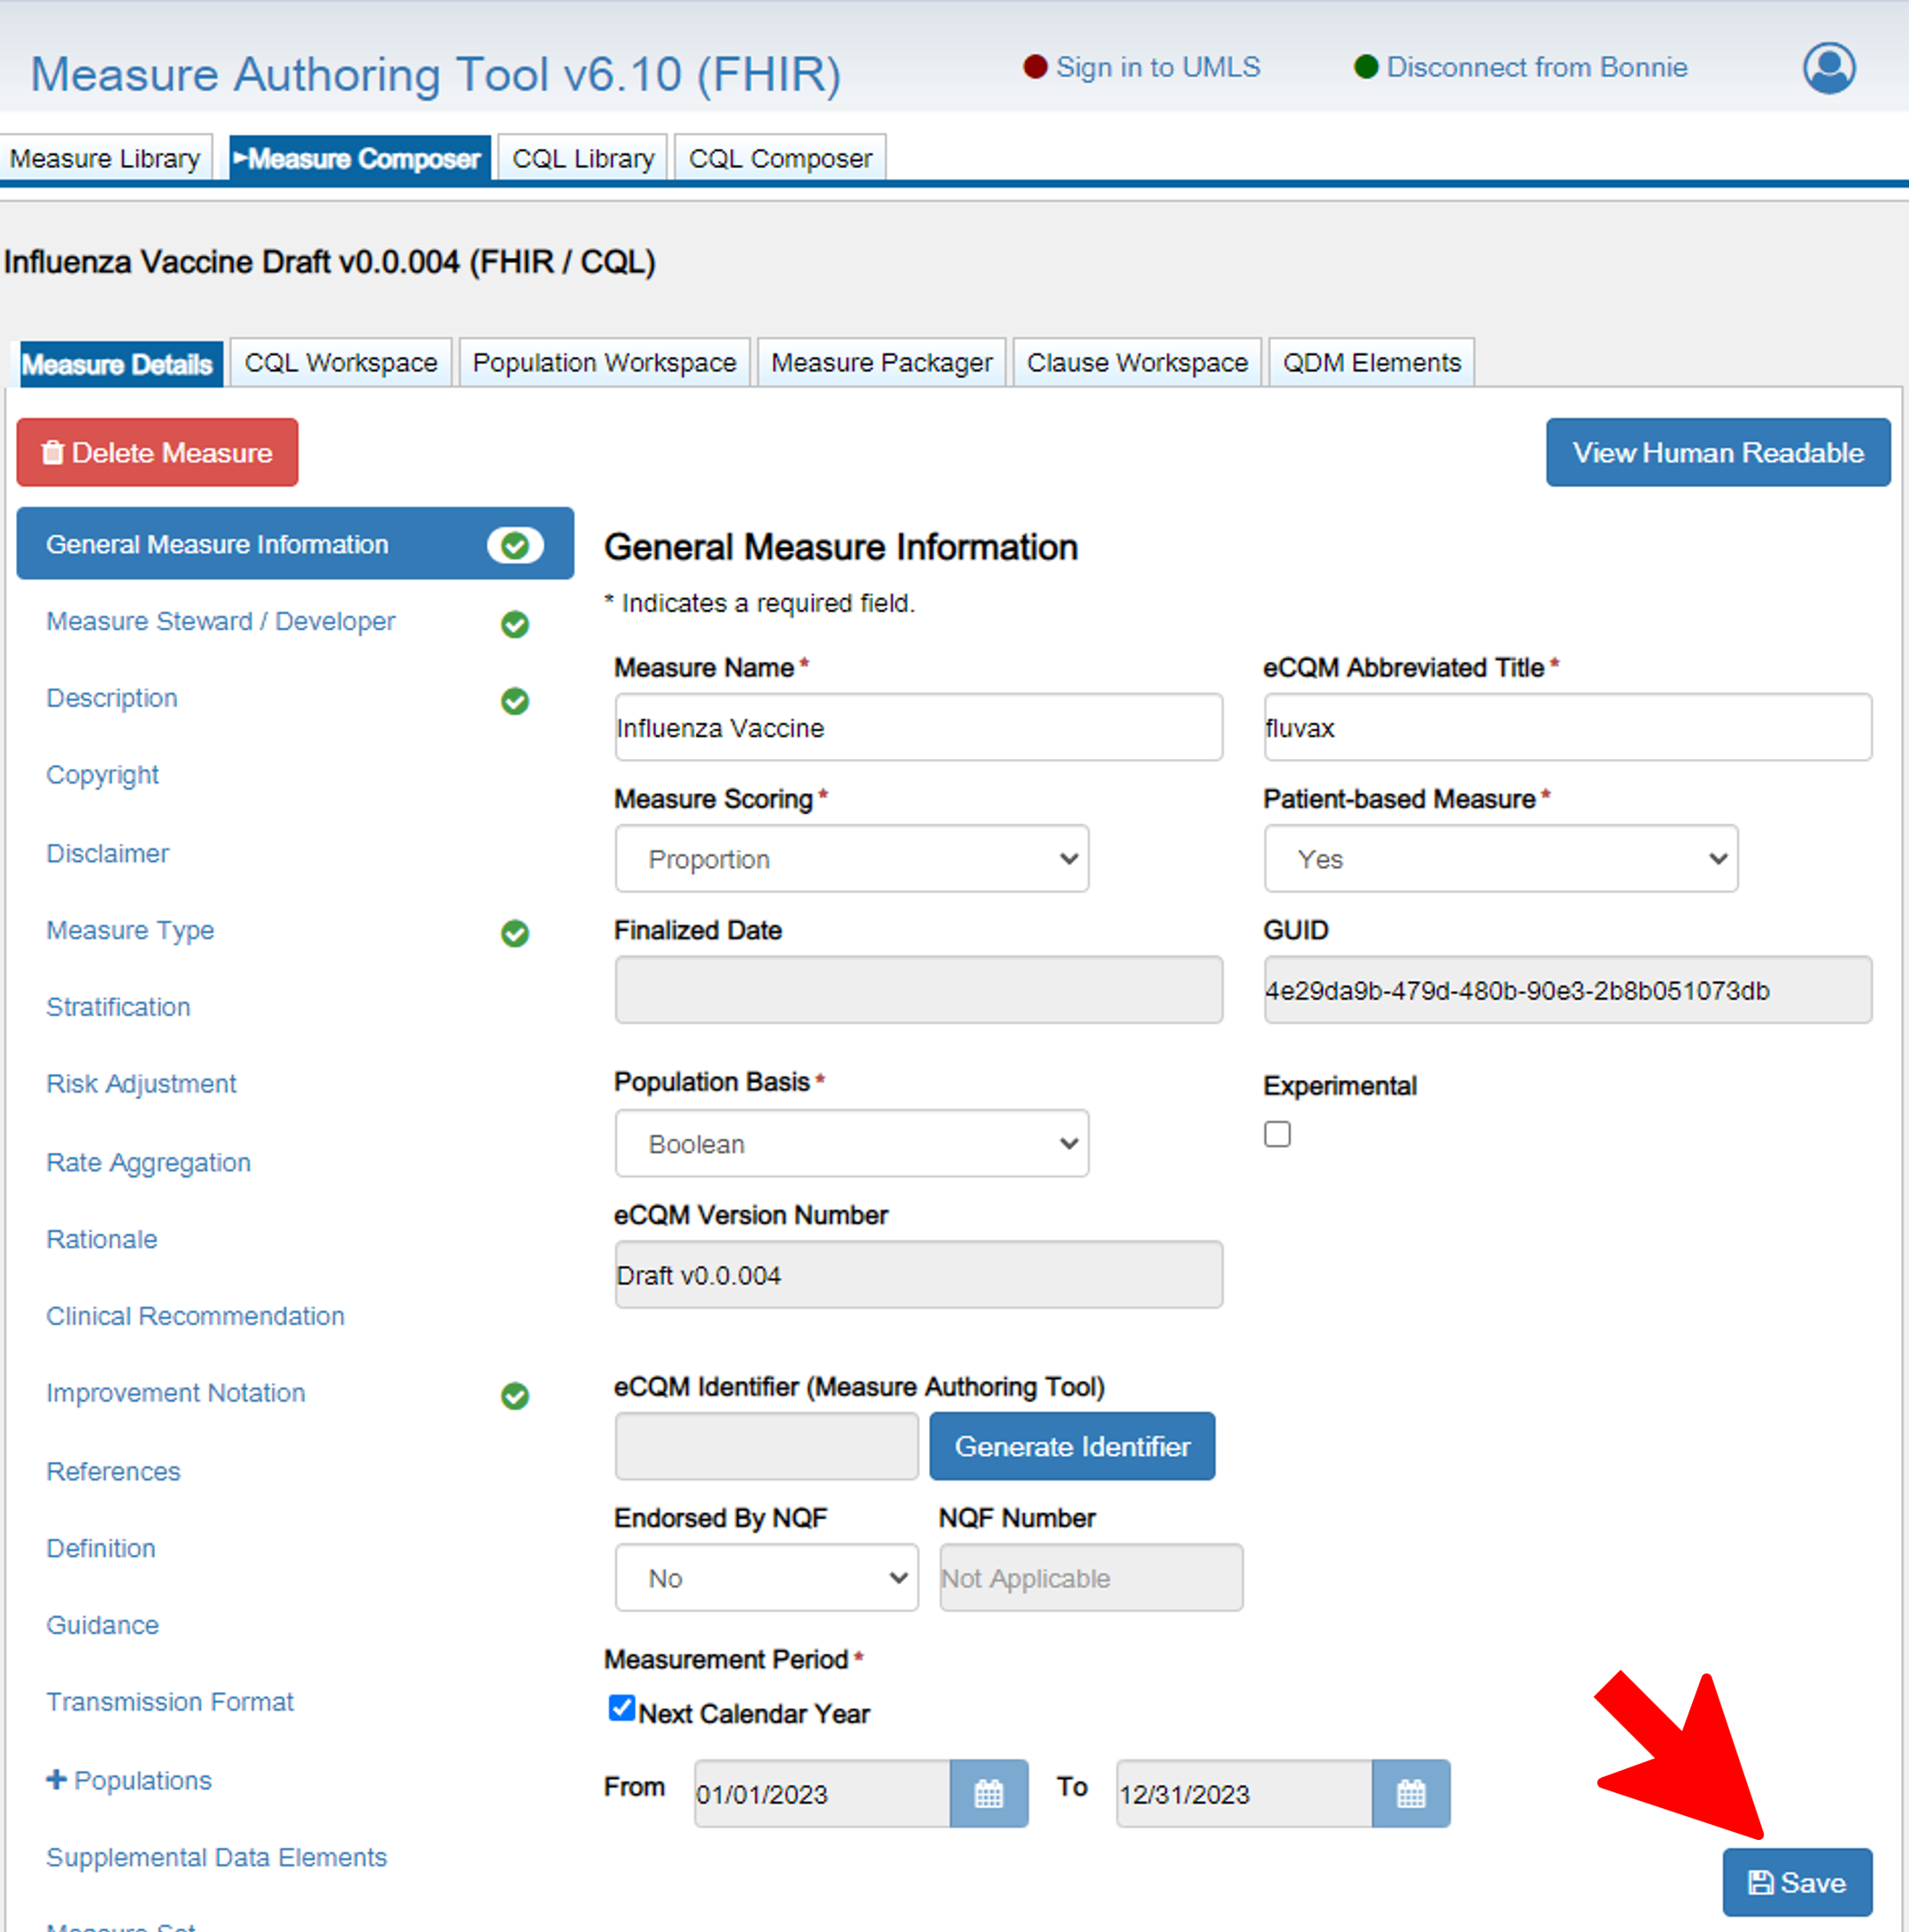 Measure Authoring Tool v6.10 (FHIR)
Sign in to UMLS
Disconnect from Bonnie
Measure Library
Measure Composer
CQL Library
CQL Composer
Influenza Vaccine Draft v0.0.004 (FHIR / CQL)
Measure Details
CQL Workspace
Population Workspace
Measure Packager
Clause Workspace
QDM Elements
Delete Measure
View Human Readable
General Measure Information
Measure Steward / Developer
Description
Copyright
Disclaimer
Measure Type
Stratification
Risk Adjustment
Rate Aggregation
Rationale
Clinical Recommendation
Improvement Notation
References
Definition
Guidance
Transmission Format
Populations
Supplemental Data Elements
Measure Set
General Measure Information
* Indicates a required field.
Measure Name *
Influenza Vaccine
eCQM Abbreviated Title *
fluvax
Measure Scoring *
Proportion
Patient-based Measure *
Yes
Finalized Date
GUID
4e29da9b-479d-480b-90e3-2b8b051073db
Population Basis *
Boolean
Experimental
eCQM Version Number
Draft v0.0.004
eCQM Identifier (Measure Authoring Tool)
Generate Identifier
Endorsed By NQF
No
NQF Number
Not Applicable
Measurement Period *
Next Calendar Year
From 01/01/2023 To 12/31/2023
Save